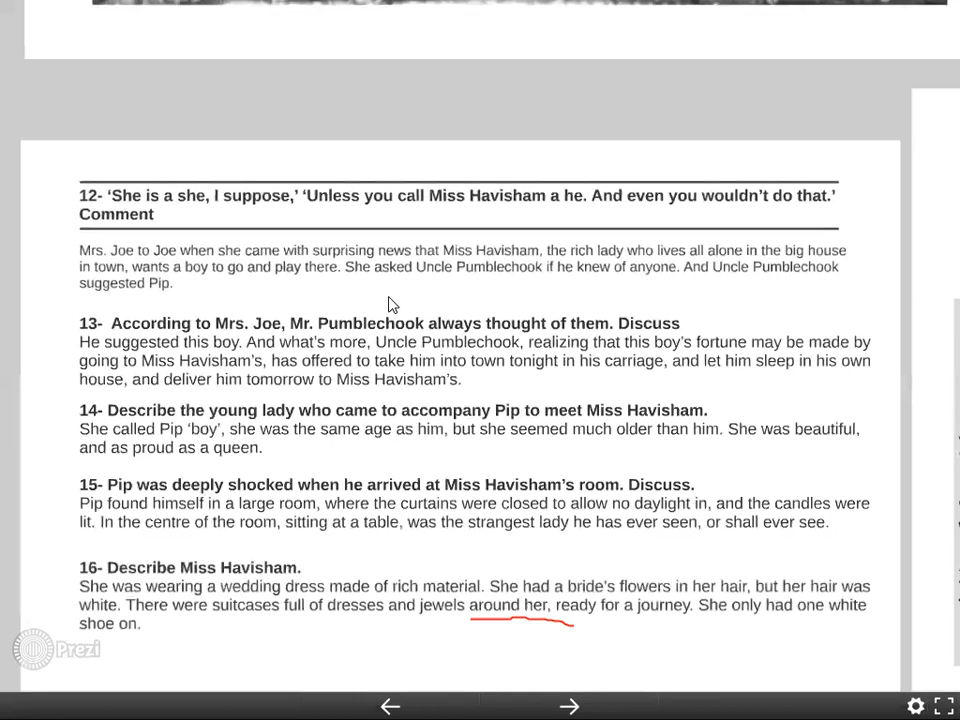 12- ‘She is a she, I suppose,’ ‘Unless you call Miss Havisham a he. And even you wouldn’t do that.’
Comment
Mrs. Joe to Joe when she came with surprising news that Miss Havisham, the rich lady who lives all alone in the big house
in town, wants a boy to go and play there. She asked Uncle Pumblechook if he knew of anyone. And Uncle Pumblechook
suggested Pip.
13-  According to Mrs. Joe, Mr. Pumblechook always thought of them. Discuss
He suggested this boy. And what’s more, Uncle Pumblechook, realizing that this boy’s fortune may be made by
going to Miss Havisham’s, has offered to take him into town tonight in his carriage, and let him sleep in his own
house, and deliver him tomorrow to Miss Havisham’s.
14- Describe the young lady who came to accompany Pip to meet Miss Havisham.
She called Pip ‘boy’, she was the same age as him, but she seemed much older than him. She was beautiful,
and as proud as a queen.
15- Pip was deeply shocked when he arrived at Miss Havisham’s room. Discuss.
Pip found himself in a large room, where the curtains were closed to allow no daylight in, and the candles were
lit. In the centre of the room, sitting at a table, was the strangest lady he has ever seen, or shall ever see.
16- Describe Miss Havisham.
She was wearing a wedding dress made of rich material. She had a bride’s flowers in her hair, but her hair was
white. There were suitcases full of dresses and jewels around her, ready for a journey. She only had one white
shoe on.
Prezi